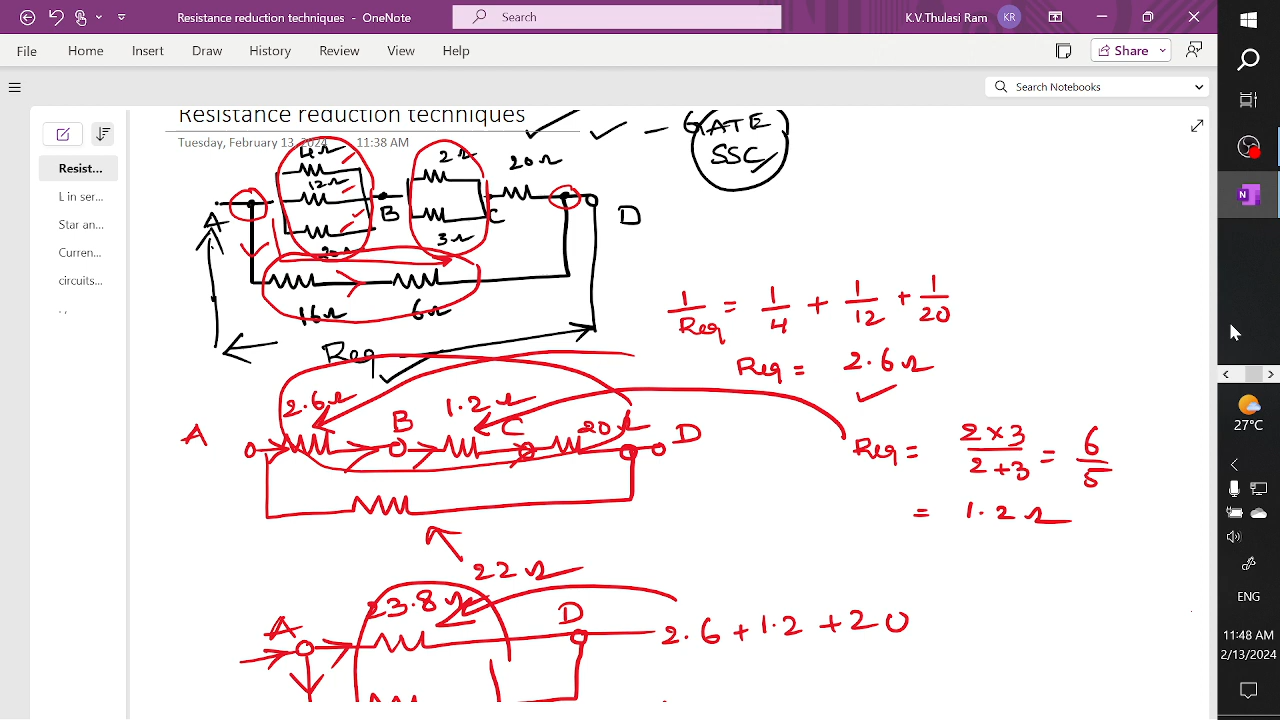 Resistance reduction techniques - OneNote
Search
K.V.Thulasi Ram
KR
File Home Insert Draw History Review View Help
Share
Search Notebooks
Resistance reduction techniques
Tuesday, February 13, 2024 11:38 AM
Resist...
L in ser...
Star an...
Curren...
circuits...
GATE
SSC
4Ω
12Ω
20Ω
2Ω
3Ω
20Ω
A
B
C
D
16Ω
6Ω
Req
1/Req = 1/4 + 1/12 + 1/20
Req = 2.6Ω
2.6Ω
1.2Ω
20Ω
A
B
C
D
Req = 2×3/2+3 = 6/5
= 1.2Ω
22Ω
23.8Ω
A
D
2.6+1.2+20
27°C
ENG
11:48 AM
2/13/2024